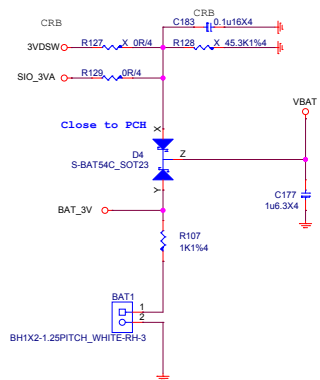 CRB
C183 0.1u16X4
CRB
3VDSW R127 X 0R/4 R128 X 45.3K1%4
SIO_3VA R129 0R/4
VBAT
Close to PCH
X
D4
S-BAT54C_SOT23
Z
Y
C177
1u6.3X4
BAT_3V
R107
1K1%4
BAT1
1
2
BH1X2-1.25PITCH_WHITE-RH-3